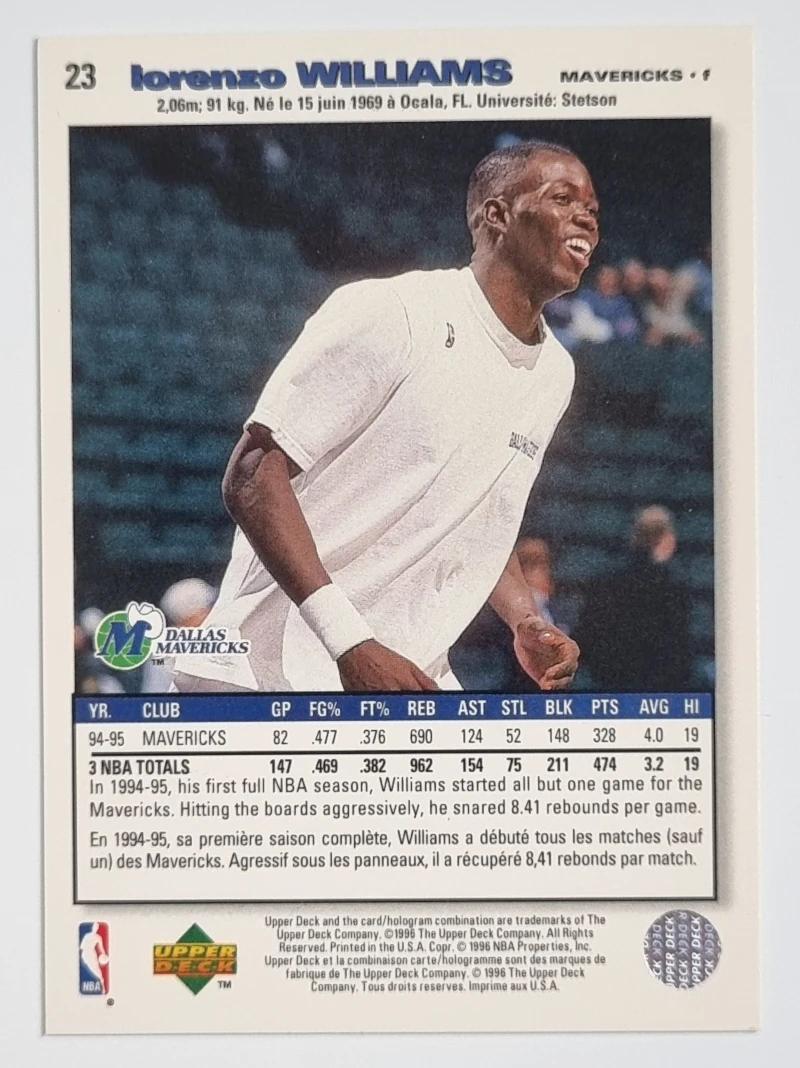 23 lorenzo WILLIAMS MAVERICKS • f
2,06m; 91 kg. Né le 15 juin 1969 à Ocala, FL. Université: Stetson
M DALLAS
MAVERICKS
TM
YR. CLUB GP FG% FT% REB AST STL BLK PTS AVG HI
94-95 MAVERICKS 82 .477 .376 690 124 52 148 328 4.0 19
3 NBA TOTALS 147 .469 .382 962 154 75 211 474 3.2 19
In 1994-95, his first full NBA season, Williams started all but one game for the
Mavericks. Hitting the boards aggressively, he snared 8.41 rebounds per game.
En 1994-95, sa première saison complète, Williams a débuté tous les matches (sauf
un) des Mavericks. Agressif sous les panneaux, il a récupéré 8,41 rebonds par match.
Upper Deck and the card/hologram combination are trademarks of The
Upper Deck Company. ©1996 The Upper Deck Company. All Rights
Reserved. Printed in the U.S.A. Copr. © 1996 NBA Properties, Inc.
Upper Deck et la combinaison carte/hologramme sont des marques de
fabrique de The Upper Deck Company. © 1996 The Upper Deck
Company. Tous droits reserves. Imprime aux U.S.A.
NBA
®
UPPER
DECK
TM
UPPER DECK